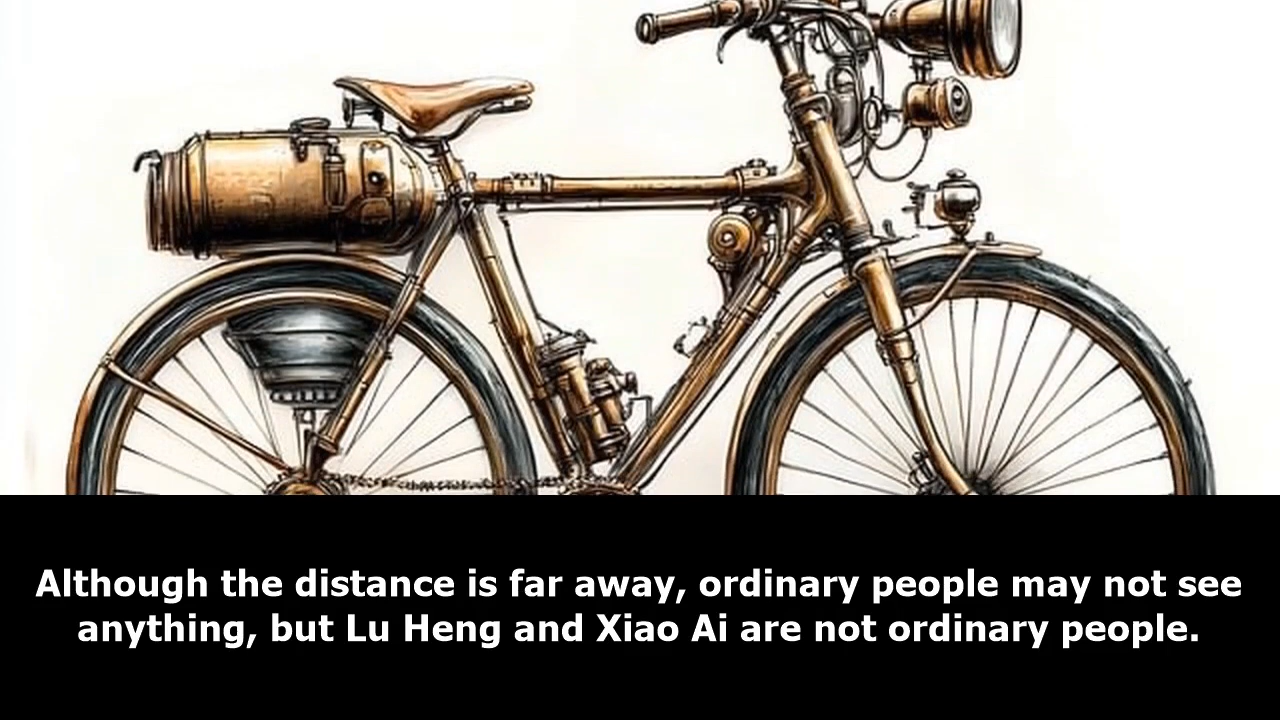 Although the distance is far away, ordinary people may not see
anything, but Lu Heng and Xiao Ai are not ordinary people.